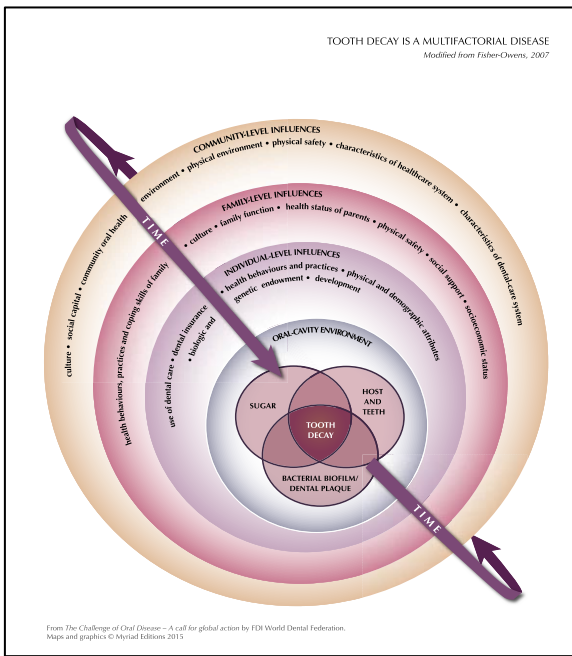 TOOTH DECAY IS A MULTIFACTORIAL DISEASE
Modified from Fisher-Owens, 2007
COMMUNITY-LEVEL INFLUENCES
culture • social capital • community oral health environment • physical environment • physical safety • characteristics of healthcare system • characteristics of dental-care system
FAMILY-LEVEL INFLUENCES
health behaviours, practices and coping skills of family • culture • family function • health status of parents • physical safety • social support • socioeconomic status
INDIVIDUAL-LEVEL INFLUENCES
use of dental care • dental insurance • health behaviours and practices • physical and demographic attributes
• biologic and genetic endowment • development
ORAL-CAVITY ENVIRONMENT
TIME
SUGAR
HOST
AND
TEETH
TOOTH
DECAY
BACTERIAL BIOFILM/
DENTAL PLAQUE
TIME
From The Challenge of Oral Disease – A call for global action by FDI World Dental Federation.
Maps and graphics © Myriad Editions 2015